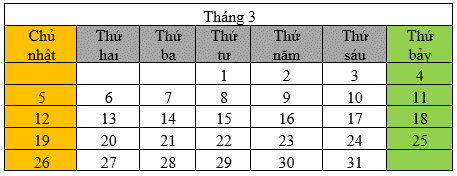 Tháng 3
Chủ nhật Thứ hai Thứ ba Thứ tư Thứ năm Thứ sáu Thứ bảy
1 2 3 4
5 6 7 8 9 10 11
12 13 14 15 16 17 18
19 20 21 22 23 24 25
26 27 28 29 30 31